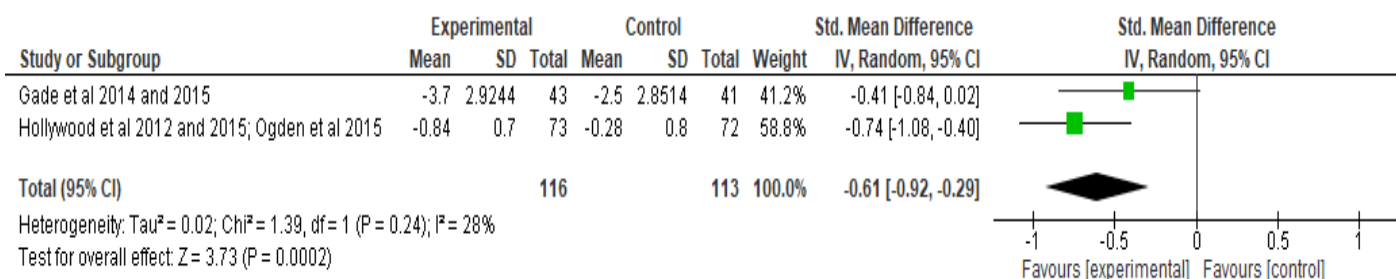 Experimental Control Std. Mean Difference Std. Mean Difference
Study or Subgroup Mean SD Total Mean SD Total Weight IV, Random, 95% CI IV, Random, 95% CI
Gade et al 2014 and 2015 -3.7 2.9244 43 -2.5 2.8514 41 41.2% -0.41 [-0.84, 0.02]
Hollywood et al 2012 and 2015; Ogden et al 2015 -0.84 0.7 73 -0.28 0.8 72 58.8% -0.74 [-1.08, -0.40]
Total (95% CI) 116 113 100.0% -0.61 [-0.92, -0.29]
Heterogeneity: Tau² = 0.02; Chi² = 1.39, df = 1 (P = 0.24); I² = 28%
Test for overall effect: Z = 3.73 (P = 0.0002)
-1 -0.5 0 0.5 1
Favours [experimental] Favours [control]